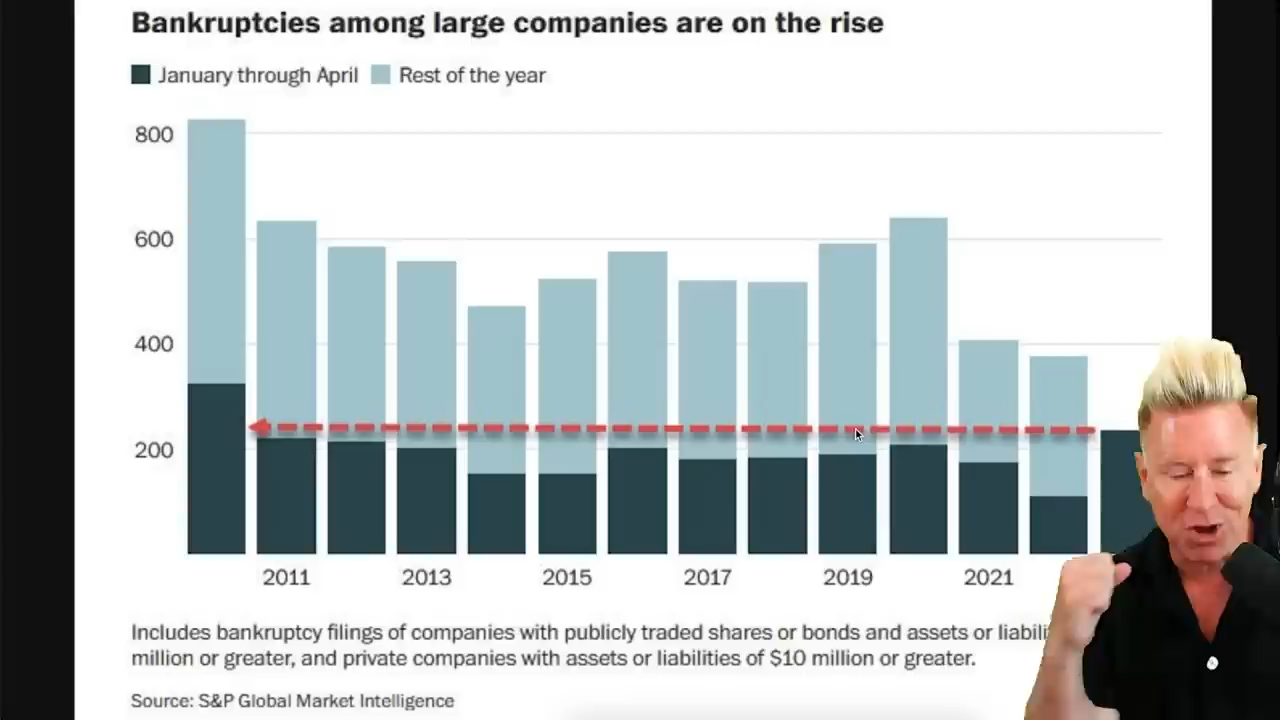 Bankruptcies among large companies are on the rise
January through April Rest of the year
800
600
400
200
2011 2013 2015 2017 2019 2021
Includes bankruptcy filings of companies with publicly traded shares or bonds and assets or
million or greater, and private companies with assets or liabilities of $10 million or greater.
Source: S&P Global Market Intelligence